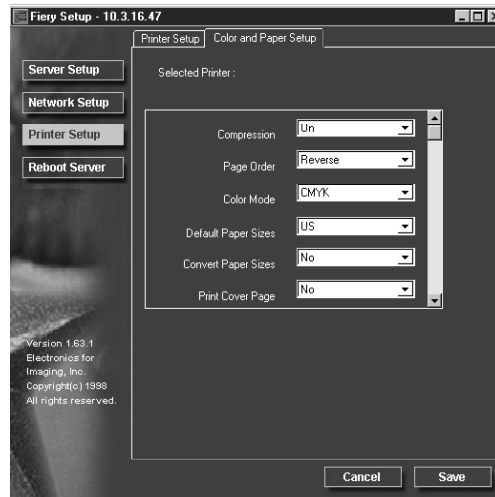 Fiery Setup - 10.3.16.47
Printer Setup
Color and Paper Setup
Server Setup
Network Setup
Printer Setup
Reboot Server
Selected Printer :
Compression
Un
Page Order
Reverse
Color Mode
CMYK
Default Paper Sizes
US
Convert Paper Sizes
No
Print Cover Page
No
Version 1.63.1
Electronics for
Imaging, Inc.
Copyright(c) 1998
All rights reserved.
Cancel
Save